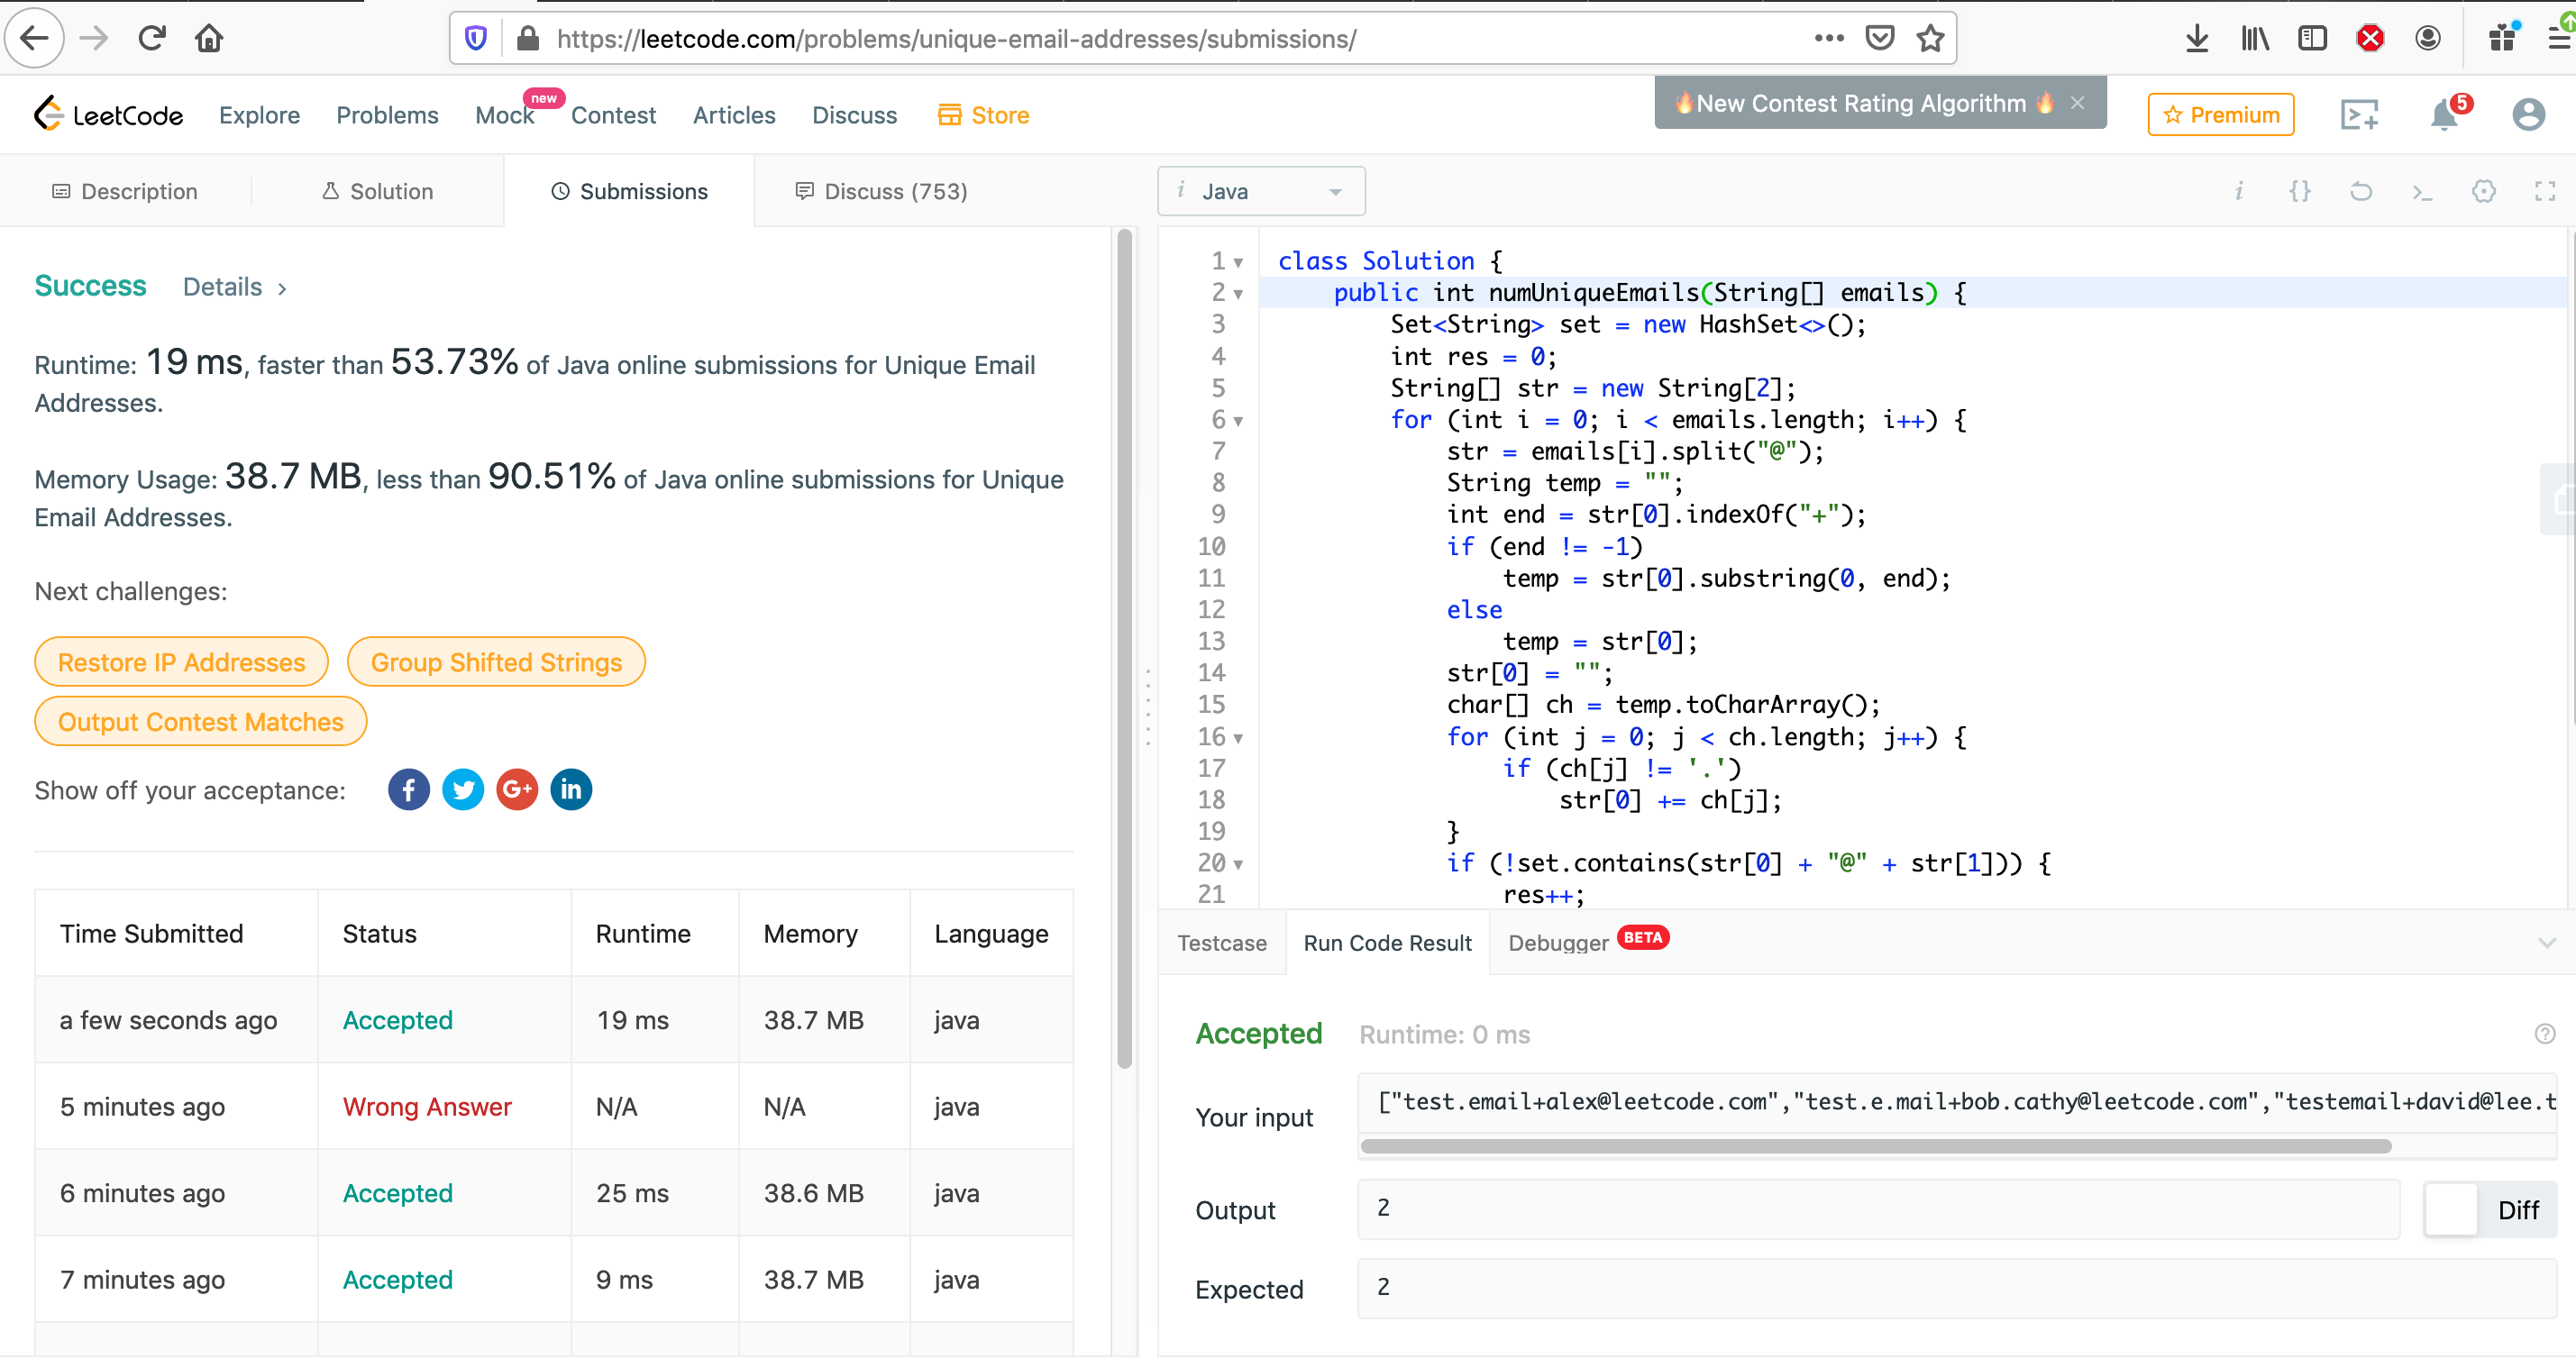 https://leetcode.com/problems/unique-email-addresses/submissions/
LeetCode
Explore
Problems
Mock
new
Contest
Articles
Discuss
Store
🔥New Contest Rating Algorithm 🔥 ×
Premium
5
Description
Solution
Submissions
Discuss (753)
i Java
Success
Details >
Runtime: 19 ms, faster than 53.73% of Java online submissions for Unique Email
Addresses.
Memory Usage: 38.7 MB, less than 90.51% of Java online submissions for Unique
Email Addresses.
Next challenges:
Restore IP Addresses
Group Shifted Strings
Output Contest Matches
Show off your acceptance:
Time Submitted Status Runtime Memory Language
a few seconds ago Accepted 19 ms 38.7 MB java
5 minutes ago Wrong Answer N/A N/A java
6 minutes ago Accepted 25 ms 38.6 MB java
7 minutes ago Accepted 9 ms 38.7 MB java
1 class Solution {
2 public int numUniqueEmails(String[] emails) {
3 Set<String> set = new HashSet<>();
4 int res = 0;
5 String[] str = new String[2];
6 for (int i = 0; i < emails.length; i++) {
7 str = emails[i].split("@");
8 String temp = "";
9 int end = str[0].indexOf("+");
10 if (end != -1)
11 temp = str[0].substring(0, end);
12 else
13 temp = str[0];
14 str[0] = "";
15 char[] ch = temp.toCharArray();
16 for (int j = 0; j < ch.length; j++) {
17 if (ch[j] != '.')
18 str[0] += ch[j];
19 }
20 if (!set.contains(str[0] + "@" + str[1])) {
21 res++;
Testcase
Run Code Result
Debugger BETA
Accepted
Runtime: 0 ms
Your input
["test.email+alex@leetcode.com","test.e.mail+bob.cathy@leetcode.com","testemail+david@lee.t
Output
2
Diff
Expected
2